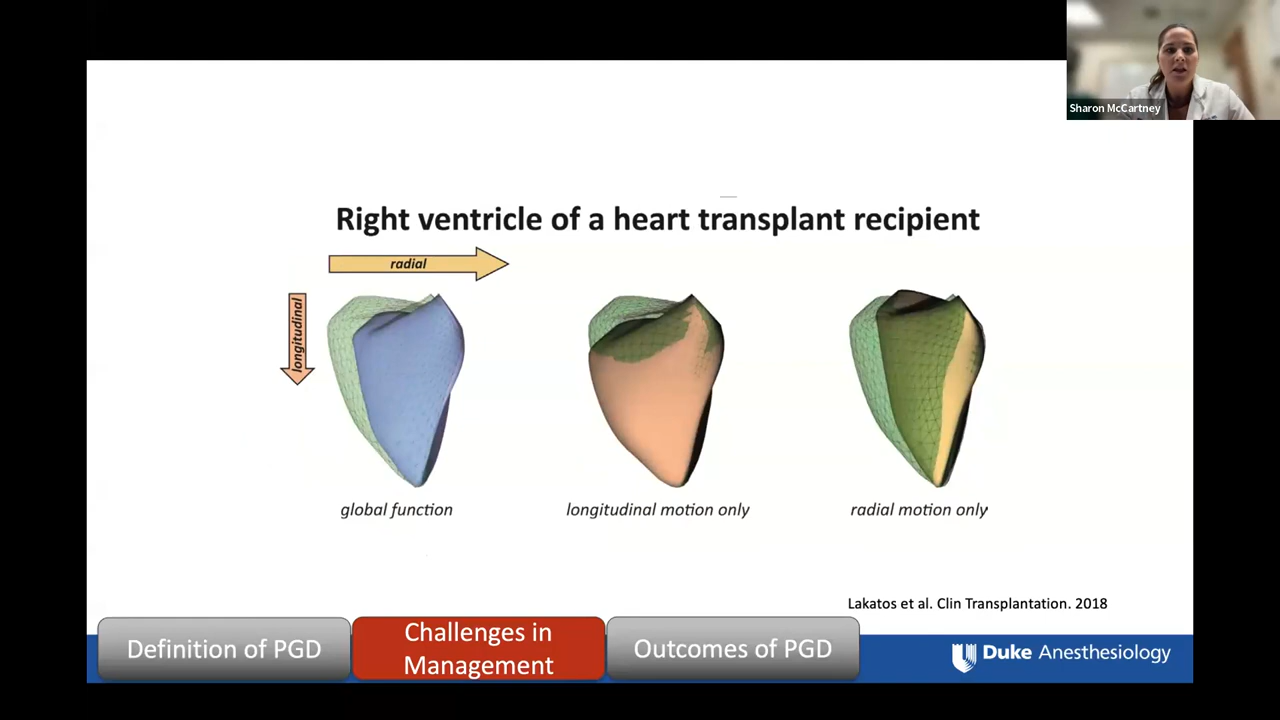 Sharon McCartney
Right ventricle of a heart transplant recipient
radial
longitudinal
global function
longitudinal motion only
radial motion only
Lakatos et al. Clin Transplantation. 2018
Definition of PGD
Challenges in
Management
Outcomes of PGD
Duke Anesthesiology